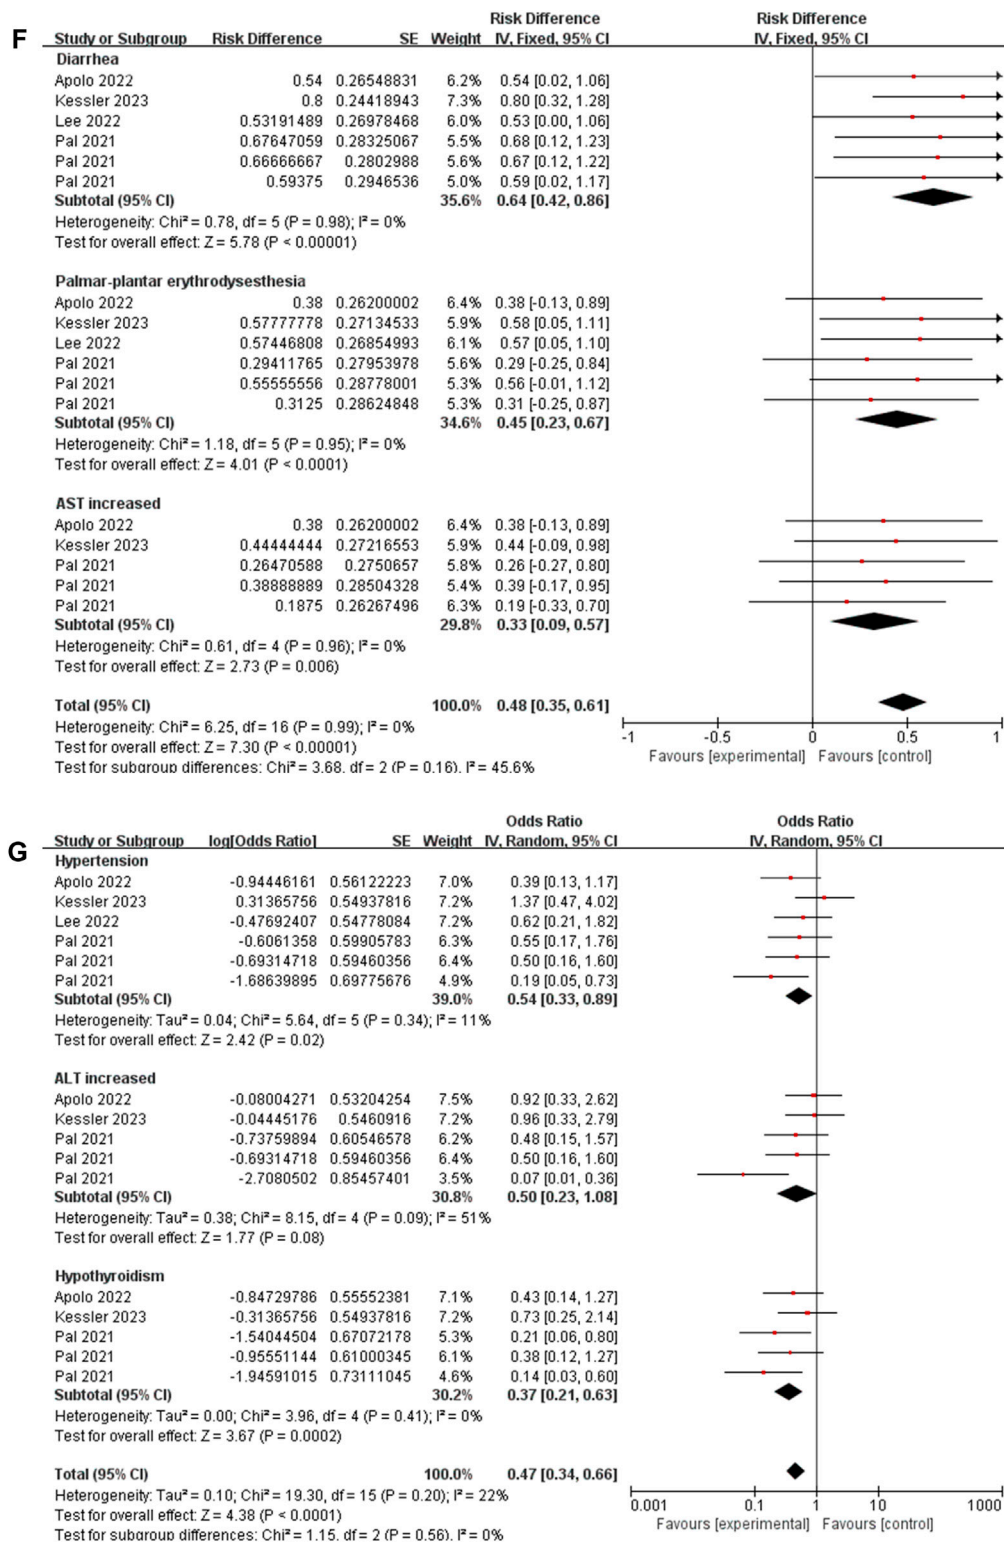 F
Risk Difference Risk Difference
Study or Subgroup Risk Difference SE Weight IV, Fixed, 95% CI IV, Fixed, 95% CI
Diarrhea
Apolo 2022 0.54 0.26548831 6.2% 0.54 [0.02, 1.06]
Kessler 2023 0.8 0.24418943 7.3% 0.80 [0.32, 1.28]
Lee 2022 0.53191489 0.26978468 6.0% 0.53 [0.00, 1.06]
Pal 2021 0.67647059 0.28325067 5.5% 0.68 [0.12, 1.23]
Pal 2021 0.66666667 0.2802988 5.6% 0.67 [0.12, 1.22]
Pal 2021 0.59375 0.2946536 5.0% 0.59 [0.02, 1.17]
Subtotal (95% CI) 35.6% 0.64 [0.42, 0.86]
Heterogeneity: Chi² = 0.78, df = 5 (P = 0.98); I² = 0%
Test for overall effect: Z = 5.78 (P < 0.00001)
Palmar-plantar erythrodysesthesia
Apolo 2022 0.38 0.26200002 6.4% 0.38 [-0.13, 0.89]
Kessler 2023 0.57777778 0.27134533 5.9% 0.58 [0.05, 1.11]
Lee 2022 0.57446808 0.26854993 6.1% 0.57 [0.05, 1.10]
Pal 2021 0.29411765 0.27953978 5.6% 0.29 [-0.25, 0.84]
Pal 2021 0.55555556 0.28778001 5.3% 0.56 [-0.01, 1.12]
Pal 2021 0.3125 0.28624848 5.3% 0.31 [-0.25, 0.87]
Subtotal (95% CI) 34.6% 0.45 [0.23, 0.67]
Heterogeneity: Chi² = 1.18, df = 5 (P = 0.95); I² = 0%
Test for overall effect: Z = 4.01 (P < 0.0001)
AST increased
Apolo 2022 0.38 0.26200002 6.4% 0.38 [-0.13, 0.89]
Kessler 2023 0.44444444 0.27216553 5.9% 0.44 [-0.09, 0.98]
Pal 2021 0.26470588 0.2750657 5.8% 0.26 [-0.27, 0.80]
Pal 2021 0.38888889 0.28504328 5.4% 0.39 [-0.17, 0.95]
Pal 2021 0.1875 0.26267496 6.3% 0.19 [-0.33, 0.70]
Subtotal (95% CI) 29.8% 0.33 [0.09, 0.57]
Heterogeneity: Chi² = 0.61, df = 4 (P = 0.96); I² = 0%
Test for overall effect: Z = 2.73 (P = 0.006)
Total (95% CI) 100.0% 0.48 [0.35, 0.61]
Heterogeneity: Chi² = 6.25, df = 16 (P = 0.99); I² = 0%
Test for overall effect: Z = 7.30 (P < 0.00001)
Test for subgroup differences: Chi² = 3.68, df = 2 (P = 0.16), I² = 45.6%
-1 -0.5 0 0.5 1
Favours [experimental] Favours [control]
G
Odds Ratio Odds Ratio
Study or Subgroup log[Odds Ratio] SE Weight IV, Random, 95% CI IV, Random, 95% CI
Hypertension
Apolo 2022 -0.94446161 0.56122223 7.0% 0.39 [0.13, 1.17]
Kessler 2023 0.31365756 0.54937816 7.2% 1.37 [0.47, 4.02]
Lee 2022 -0.47692407 0.54778084 7.2% 0.62 [0.21, 1.82]
Pal 2021 -0.6061358 0.59905783 6.3% 0.55 [0.17, 1.76]
Pal 2021 -0.69314718 0.59460356 6.4% 0.50 [0.16, 1.60]
Pal 2021 -1.68639895 0.69775676 4.9% 0.19 [0.05, 0.73]
Subtotal (95% CI) 39.0% 0.54 [0.33, 0.89]
Heterogeneity: Tau² = 0.04; Chi² = 5.64, df = 5 (P = 0.34); I² = 11%
Test for overall effect: Z = 2.42 (P = 0.02)
ALT increased
Apolo 2022 -0.08004271 0.53204254 7.5% 0.92 [0.33, 2.62]
Kessler 2023 -0.04445176 0.5460916 7.2% 0.96 [0.33, 2.79]
Pal 2021 -0.73759894 0.60546578 6.2% 0.48 [0.15, 1.57]
Pal 2021 -0.69314718 0.59460356 6.4% 0.50 [0.16, 1.60]
Pal 2021 -2.7080502 0.85457401 3.5% 0.07 [0.01, 0.36]
Subtotal (95% CI) 30.8% 0.50 [0.23, 1.08]
Heterogeneity: Tau² = 0.38; Chi² = 8.15, df = 4 (P = 0.09); I² = 51%
Test for overall effect: Z = 1.77 (P = 0.08)
Hypothyroidism
Apolo 2022 -0.84729786 0.55552381 7.1% 0.43 [0.14, 1.27]
Kessler 2023 -0.31365756 0.54937816 7.2% 0.73 [0.25, 2.14]
Pal 2021 -1.54044504 0.67072178 5.3% 0.21 [0.06, 0.80]
Pal 2021 -0.95551144 0.61000345 6.1% 0.38 [0.12, 1.27]
Pal 2021 -1.94591015 0.73111045 4.6% 0.14 [0.03, 0.60]
Subtotal (95% CI) 30.2% 0.37 [0.21, 0.63]
Heterogeneity: Tau² = 0.00; Chi² = 3.96, df = 4 (P = 0.41); I² = 0%
Test for overall effect: Z = 3.67 (P = 0.0002)
Total (95% CI) 100.0% 0.47 [0.34, 0.66]
Heterogeneity: Tau² = 0.10; Chi² = 19.30, df = 15 (P = 0.20); I² = 22%
Test for overall effect: Z = 4.38 (P < 0.0001)
Test for subgroup differences: Chi² = 1.15, df = 2 (P = 0.56), I² = 0%
0.001 0.1 1 10 1000
Favours [experimental] Favours [control]